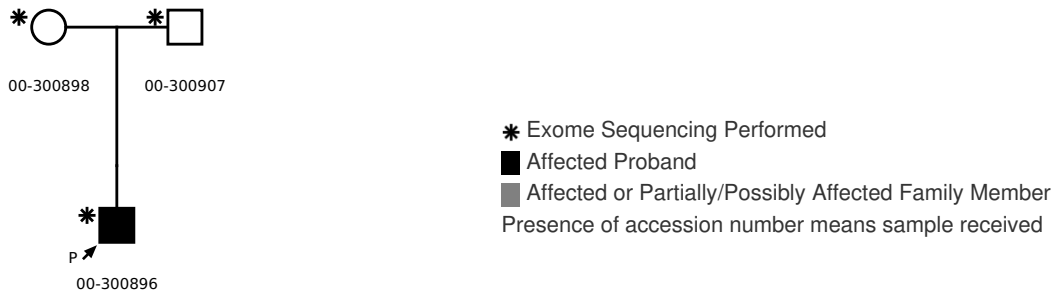 00-300898 00-300907
P
00-300896
* Exome Sequencing Performed
Affected Proband
Affected or Partially/Possibly Affected Family Member
Presence of accession number means sample received